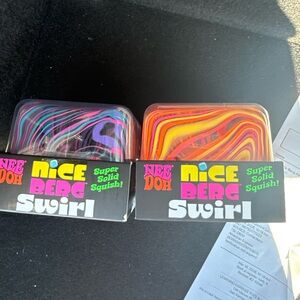 NEE DOH
NICE
BERG
Swirl
Super
Solid
Squish!
NEE DOH
NICE
BERG
Swirl
Super
Solid
Squish!